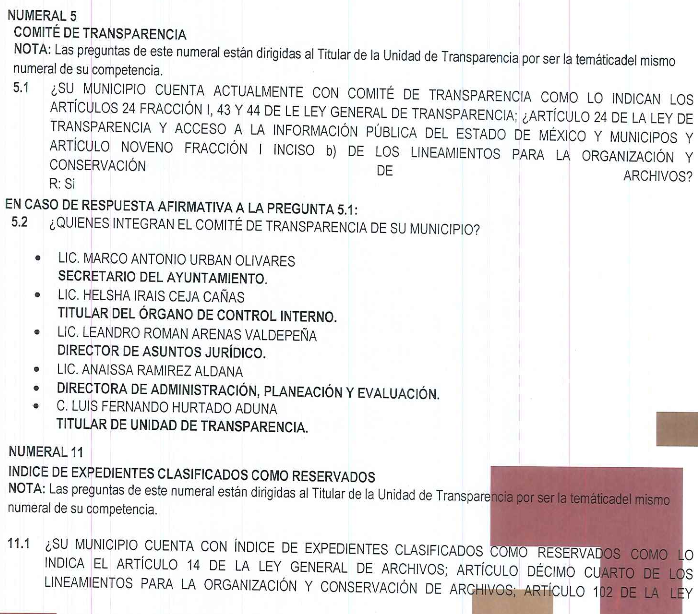 NUMERAL 5
COMITÉ DE TRANSPARENCIA
NOTA: Las preguntas de este numeral están dirigidas al Titular de la Unidad de Transparencia por ser la temáticadel mismo
numeral de su competencia.
5.1 ¿SU MUNICIPIO CUENTA ACTUALMENTE CON COMITÉ DE TRANSPARENCIA COMO LO INDICAN LOS
ARTÍCULOS 24 FRACCIÓN I, 43 Y 44 DE LE LEY GENERAL DE TRANSPARENCIA; ¿ARTÍCULO 24 DE LA LEY DE
TRANSPARENCIA Y ACCESO A LA INFORMACIÓN PÚBLICA DEL ESTADO DE MÉXICO Y MUNICIPOS Y
ARTÍCULO NOVENO FRACCIÓN I INCISO b) DE LOS LINEAMIENTOS PARA LA ORGANIZACIÓN Y
CONSERVACIÓN DE ARCHIVOS?
R: Si
EN CASO DE RESPUESTA AFIRMATIVA A LA PREGUNTA 5.1:
5.2 ¿QUIENES INTEGRAN EL COMITÉ DE TRANSPARENCIA DE SU MUNICIPIO?
• LIC. MARCO ANTONIO URBAN OLIVARES
SECRETARIO DEL AYUNTAMIENTO.
• LIC. HELSHA IRAIS CEJA CAÑAS
TITULAR DEL ÓRGANO DE CONTROL INTERNO.
• LIC. LEANDRO ROMAN ARENAS VALDEPEÑA
DIRECTOR DE ASUNTOS JURÍDICO.
• LIC. ANAISSA RAMIREZ ALDANA
• DIRECTORA DE ADMINISTRACIÓN, PLANEACIÓN Y EVALUACIÓN.
• C. LUIS FERNANDO HURTADO ADUNA
TITULAR DE UNIDAD DE TRANSPARENCIA.
NUMERAL 11
INDICE DE EXPEDIENTES CLASIFICADOS COMO RESERVADOS
NOTA: Las preguntas de este numeral están dirigidas al Titular de la Unidad de Transparencia por ser la temáticadel mismo
numeral de su competencia.
11.1 ¿SU MUNICIPIO CUENTA CON ÍNDICE DE EXPEDIENTES CLASIFICADOS COMO RESERVADOS COMO LO
INDICA EL ARTÍCULO 14 DE LA LEY GENERAL DE ARCHIVOS; ARTÍCULO DÉCIMO CUARTO DE LOS
LINEAMIENTOS PARA LA ORGANIZACIÓN Y CONSERVACIÓN DE ARCHIVOS; ARTÍCULO 102 DE LA LEY